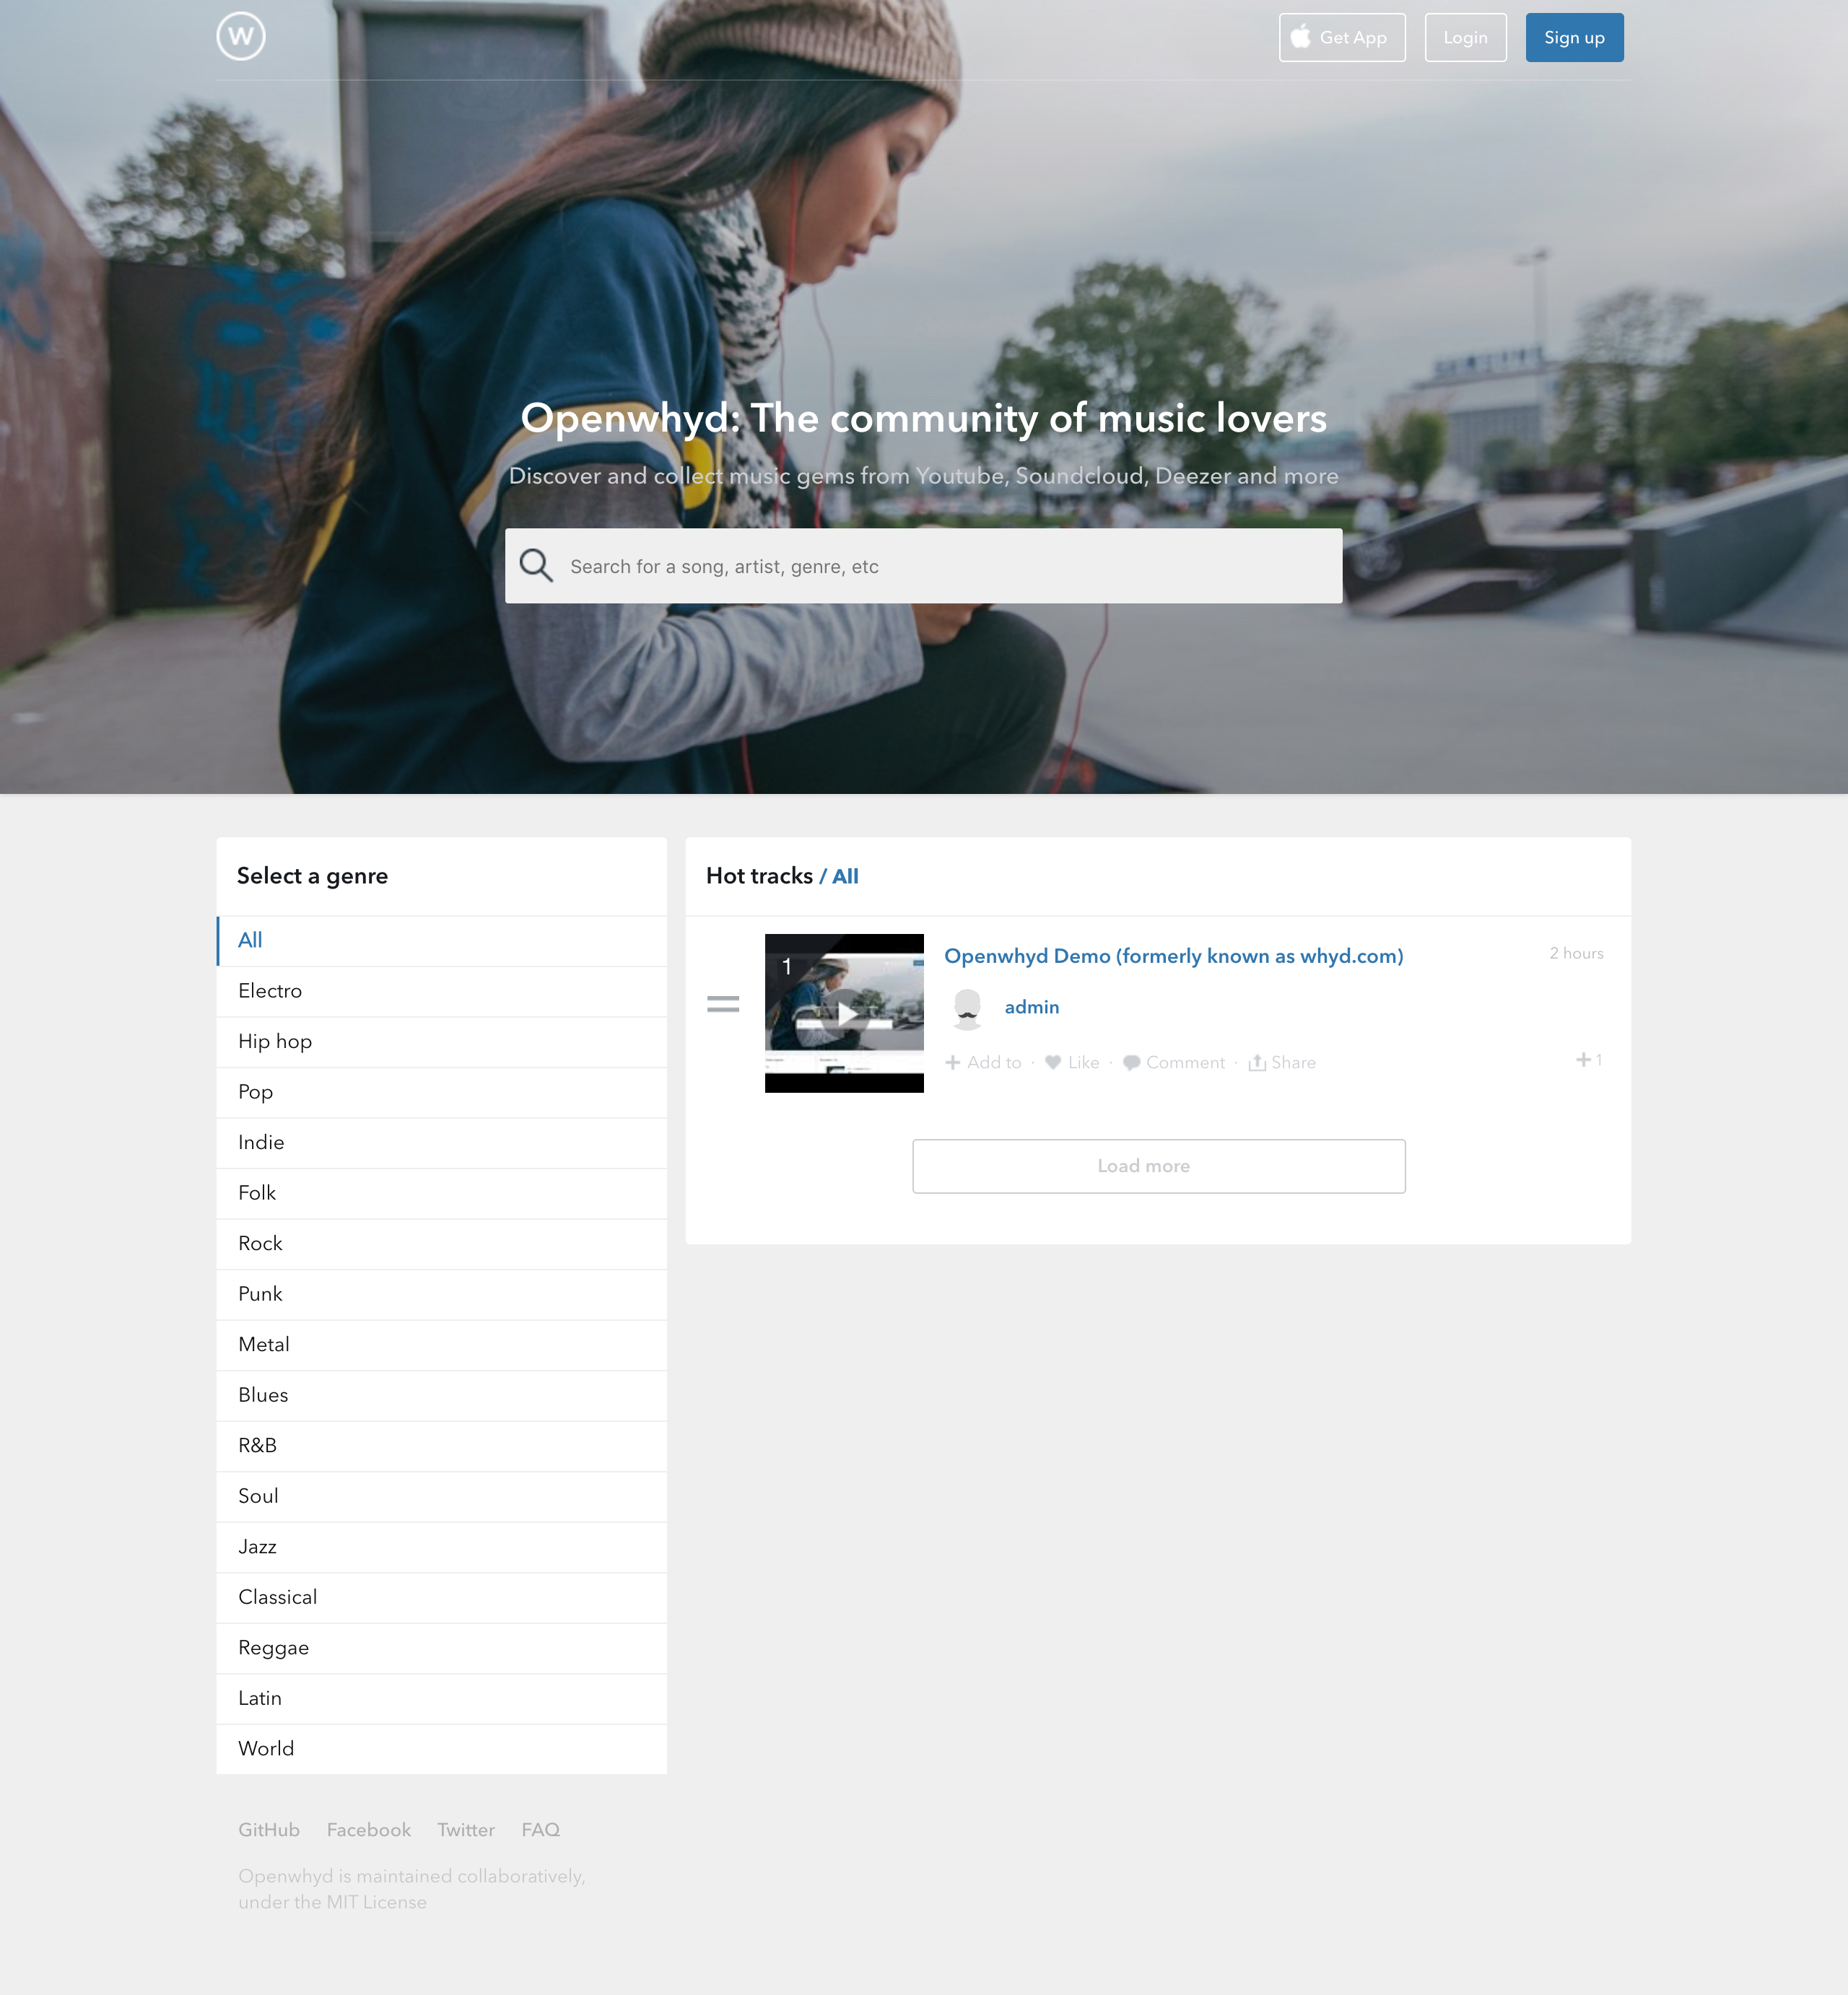 W
Get App
Login
Sign up
Openwhyd: The community of music lovers
Discover and collect music gems from Youtube, Soundcloud, Deezer and more
Search for a song, artist, genre, etc
Select a genre
All
Electro
Hip hop
Pop
Indie
Folk
Rock
Punk
Metal
Blues
R&B
Soul
Jazz
Classical
Reggae
Latin
World
Hot tracks / All
1
Openwhyd Demo (formerly known as whyd.com)
2 hours
admin
Add to · Like · Comment · Share
+1
Load more
GitHub Facebook Twitter FAQ
Openwhyd is maintained collaboratively,
under the MIT License